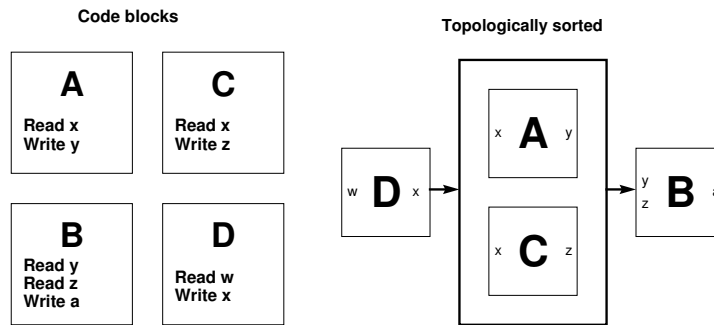 Code blocks
A
Read x
Write y
C
Read x
Write z
B
Read y
Read z
Write a
D
Read w
Write x
Topologically sorted
w D x
x A y
x C z
y
z
B